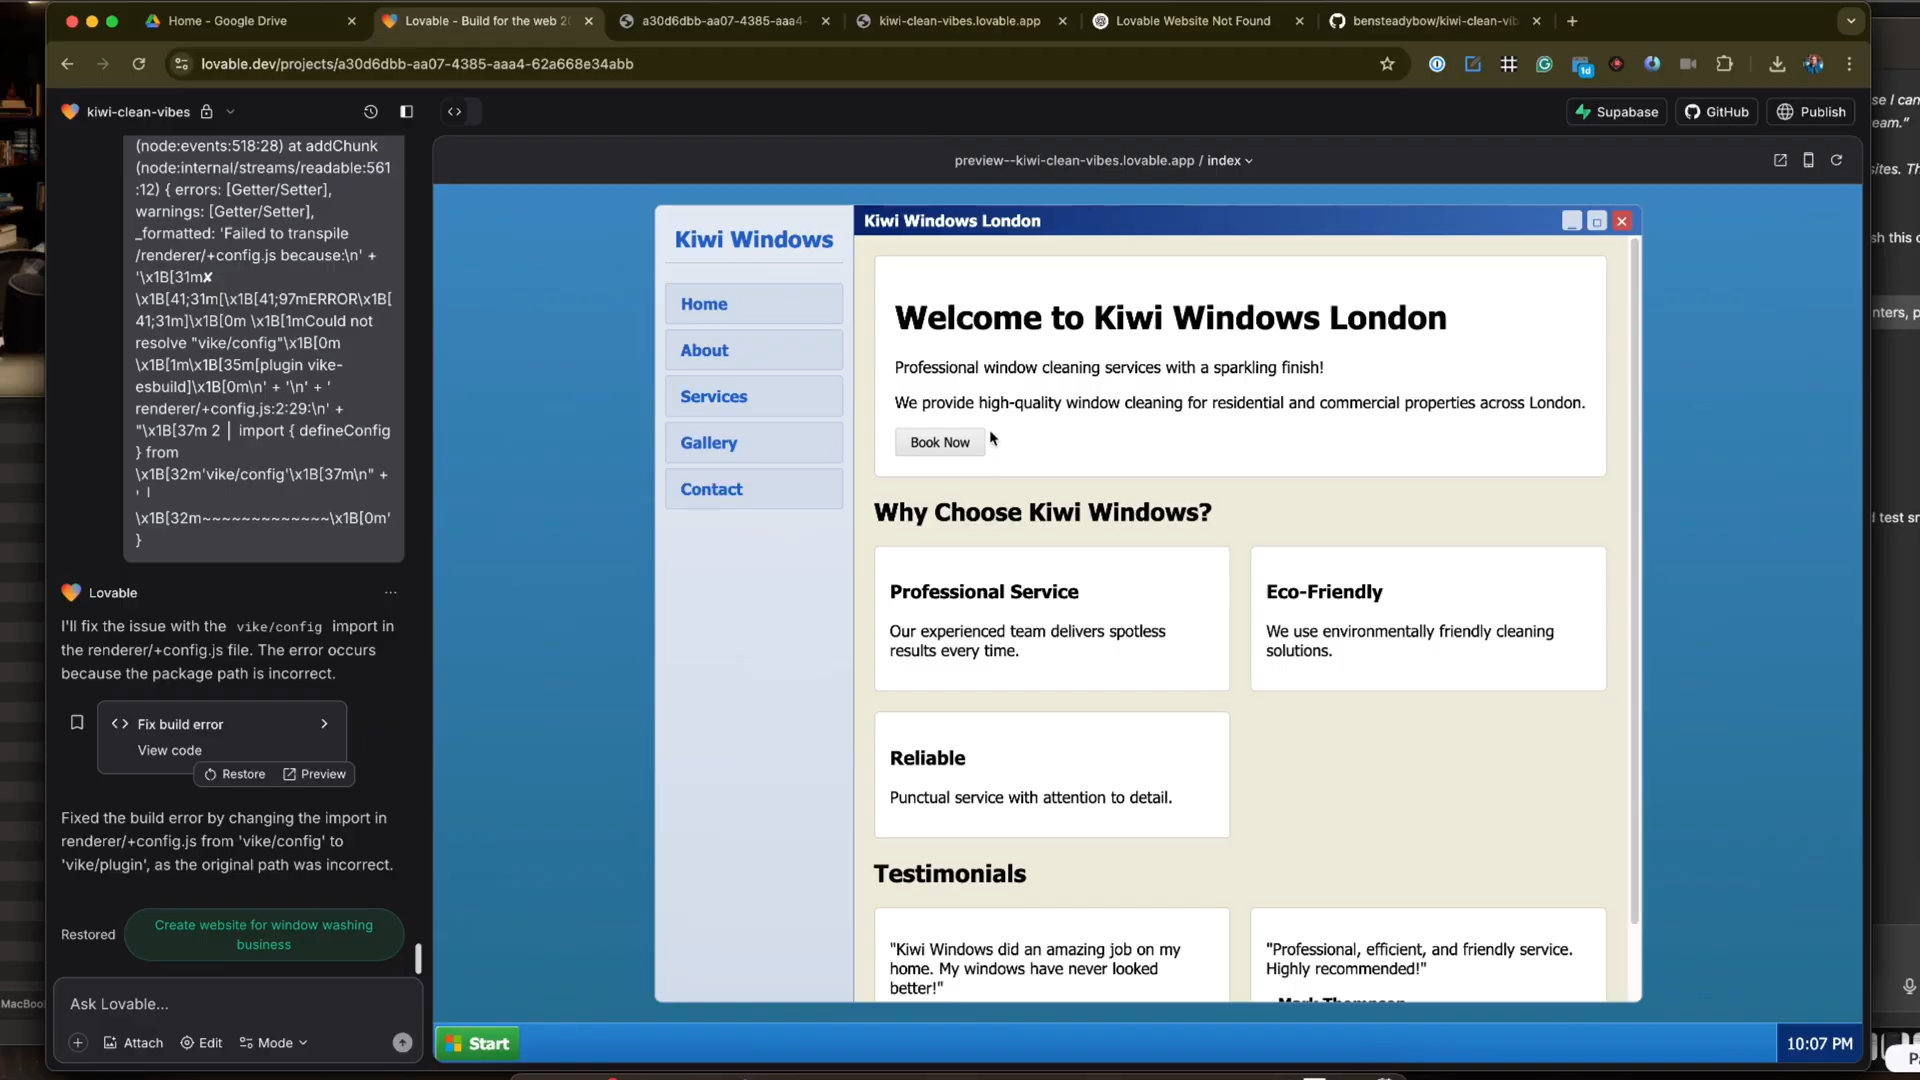 Home - Google Drive
Lovable - Build for the web 20
a30d6dbb-aa07-4385-aaa4-
kiwi-clean-vibes.lovable.app
Lovable Website Not Found
bensteadybow/kiwi-clean-vib
lovable.dev/projects/a30d6dbb-aa07-4385-aaa4-62a668e34abb
1d
kiwi-clean-vibes
Supabase
GitHub
Publish
preview--kiwi-clean-vibes.lovable.app / index
(node:events:518:28) at addChunk
(node:internal/streams/readable:561
:12) { errors: [Getter/Setter],
warnings: [Getter/Setter],
_formatted: 'Failed to transpile
/renderer/+config.js because:\n' +
'\x1B[31m✘
\x1B[41;31m[\x1B[41;97mERROR\x1B[
41;31m]\x1B[0m \x1B[1mCould not
resolve "vike/config"\x1B[0m
\x1B[1m\x1B[35m[plugin vike-
esbuild]\x1B[0m\n' + '\n' + '
renderer/+config.js:2:29:\n' +
"\x1B[37m 2 │ import { defineConfig
} from
\x1B[32m'vike/config'\x1B[37m\n" +
' ╵
\x1B[32m~~~~~~~~~~~~~\x1B[0m'
}
Lovable
I'll fix the issue with the vike/config import in
the renderer/+config.js file. The error occurs
because the package path is incorrect.
Fix build error
View code
Restore
Preview
Fixed the build error by changing the import in
renderer/+config.js from 'vike/config' to
'vike/plugin', as the original path was incorrect.
Restored
Create website for window washing
business
Ask Lovable...
Attach
Edit
Mode
Kiwi Windows
Home
About
Services
Gallery
Contact
Kiwi Windows London
Welcome to Kiwi Windows London
Professional window cleaning services with a sparkling finish!
We provide high-quality window cleaning for residential and commercial properties across London.
Book Now
Why Choose Kiwi Windows?
Professional Service
Our experienced team delivers spotless
results every time.
Eco-Friendly
We use environmentally friendly cleaning
solutions.
Reliable
Punctual service with attention to detail.
Testimonials
"Kiwi Windows did an amazing job on my
home. My windows have never looked
better!"
"Professional, efficient, and friendly service.
Highly recommended!"
Start
10:07 PM
se I can
eam."
ites. Th
sh this c
nters, p
d test sn
MacBool